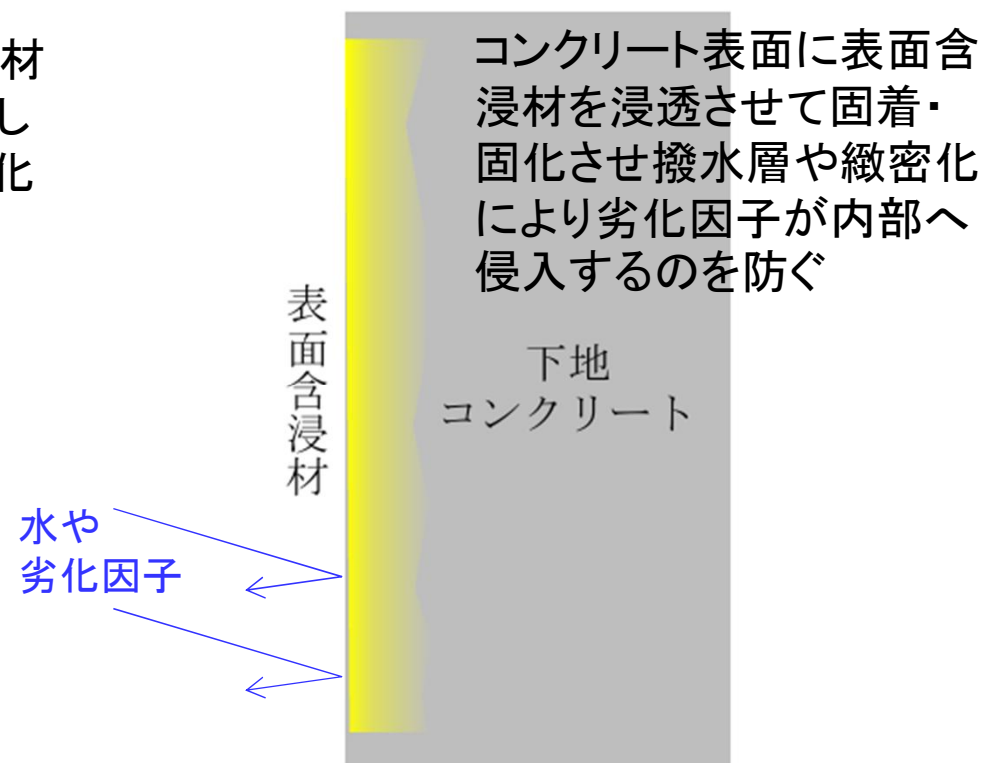 材
し
化
コンクリート表面に表面含
浸材を浸透させて固着・
固化させ撥水層や緻密化
により劣化因子が内部へ
侵入するのを防ぐ
表面含浸材
下地
コンクリート
水や
劣化因子